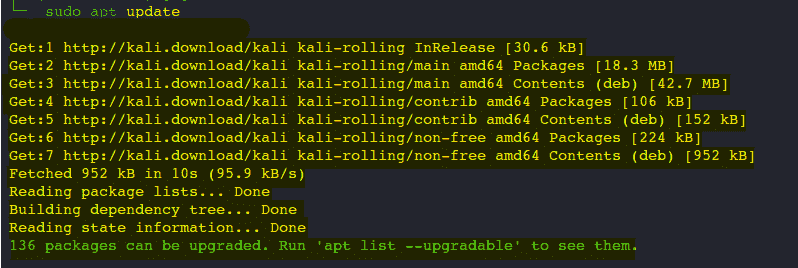 └─ sudo apt update
Get:1 http://kali.download/kali kali-rolling InRelease [30.6 kB]
Get:2 http://kali.download/kali kali-rolling/main amd64 Packages [18.3 MB]
Get:3 http://kali.download/kali kali-rolling/main amd64 Contents (deb) [42.7 MB]
Get:4 http://kali.download/kali kali-rolling/contrib amd64 Packages [106 kB]
Get:5 http://kali.download/kali kali-rolling/contrib amd64 Contents (deb) [152 kB]
Get:6 http://kali.download/kali kali-rolling/non-free amd64 Packages [224 kB]
Get:7 http://kali.download/kali kali-rolling/non-free amd64 Contents (deb) [952 kB]
Fetched 952 kB in 10s (95.9 kB/s)
Reading package lists... Done
Building dependency tree... Done
Reading state information... Done
136 packages can be upgraded. Run 'apt list --upgradable' to see them.